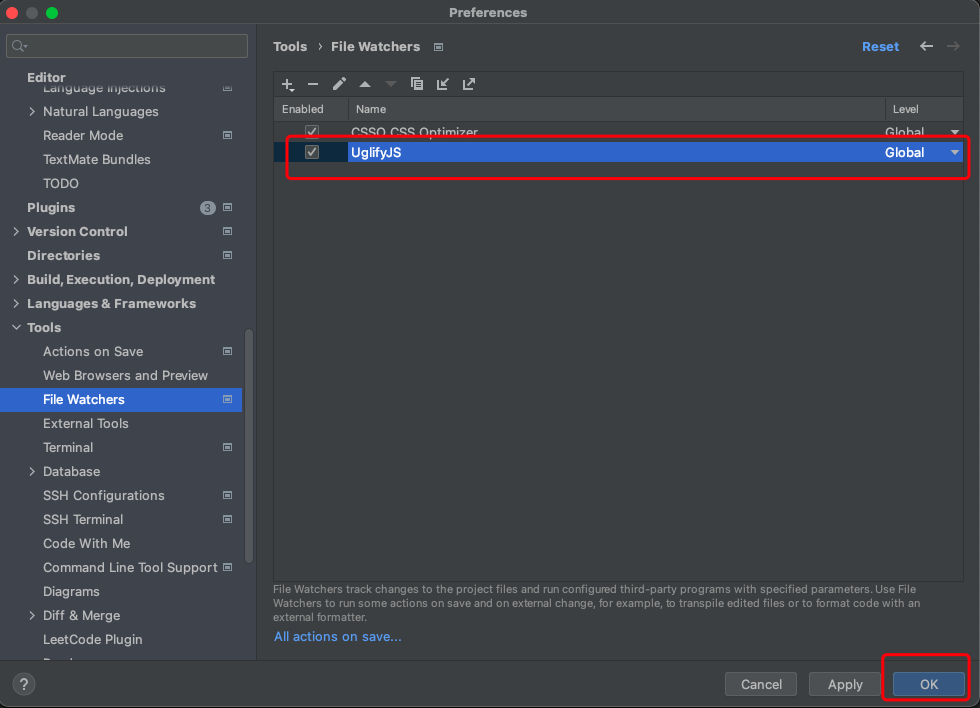 Preferences
Tools › File Watchers
Reset
Editor
Language Injections
Natural Languages
Reader Mode
TextMate Bundles
TODO
Plugins 3
Version Control
Directories
Build, Execution, Deployment
Languages & Frameworks
Tools
Actions on Save
Web Browsers and Preview
File Watchers
External Tools
Terminal
Database
SSH Configurations
SSH Terminal
Code With Me
Command Line Tool Support
Diagrams
Diff & Merge
LeetCode Plugin
Enabled Name Level
CSSO CSS Optimizer Global
UglifyJS Global
File Watchers track changes to the project files and run configured third-party programs with specified parameters. Use File
Watchers to run some actions on save and on external change, for example, to transpile edited files or to format code with an
external formatter.
All actions on save...
?
Cancel
Apply
OK